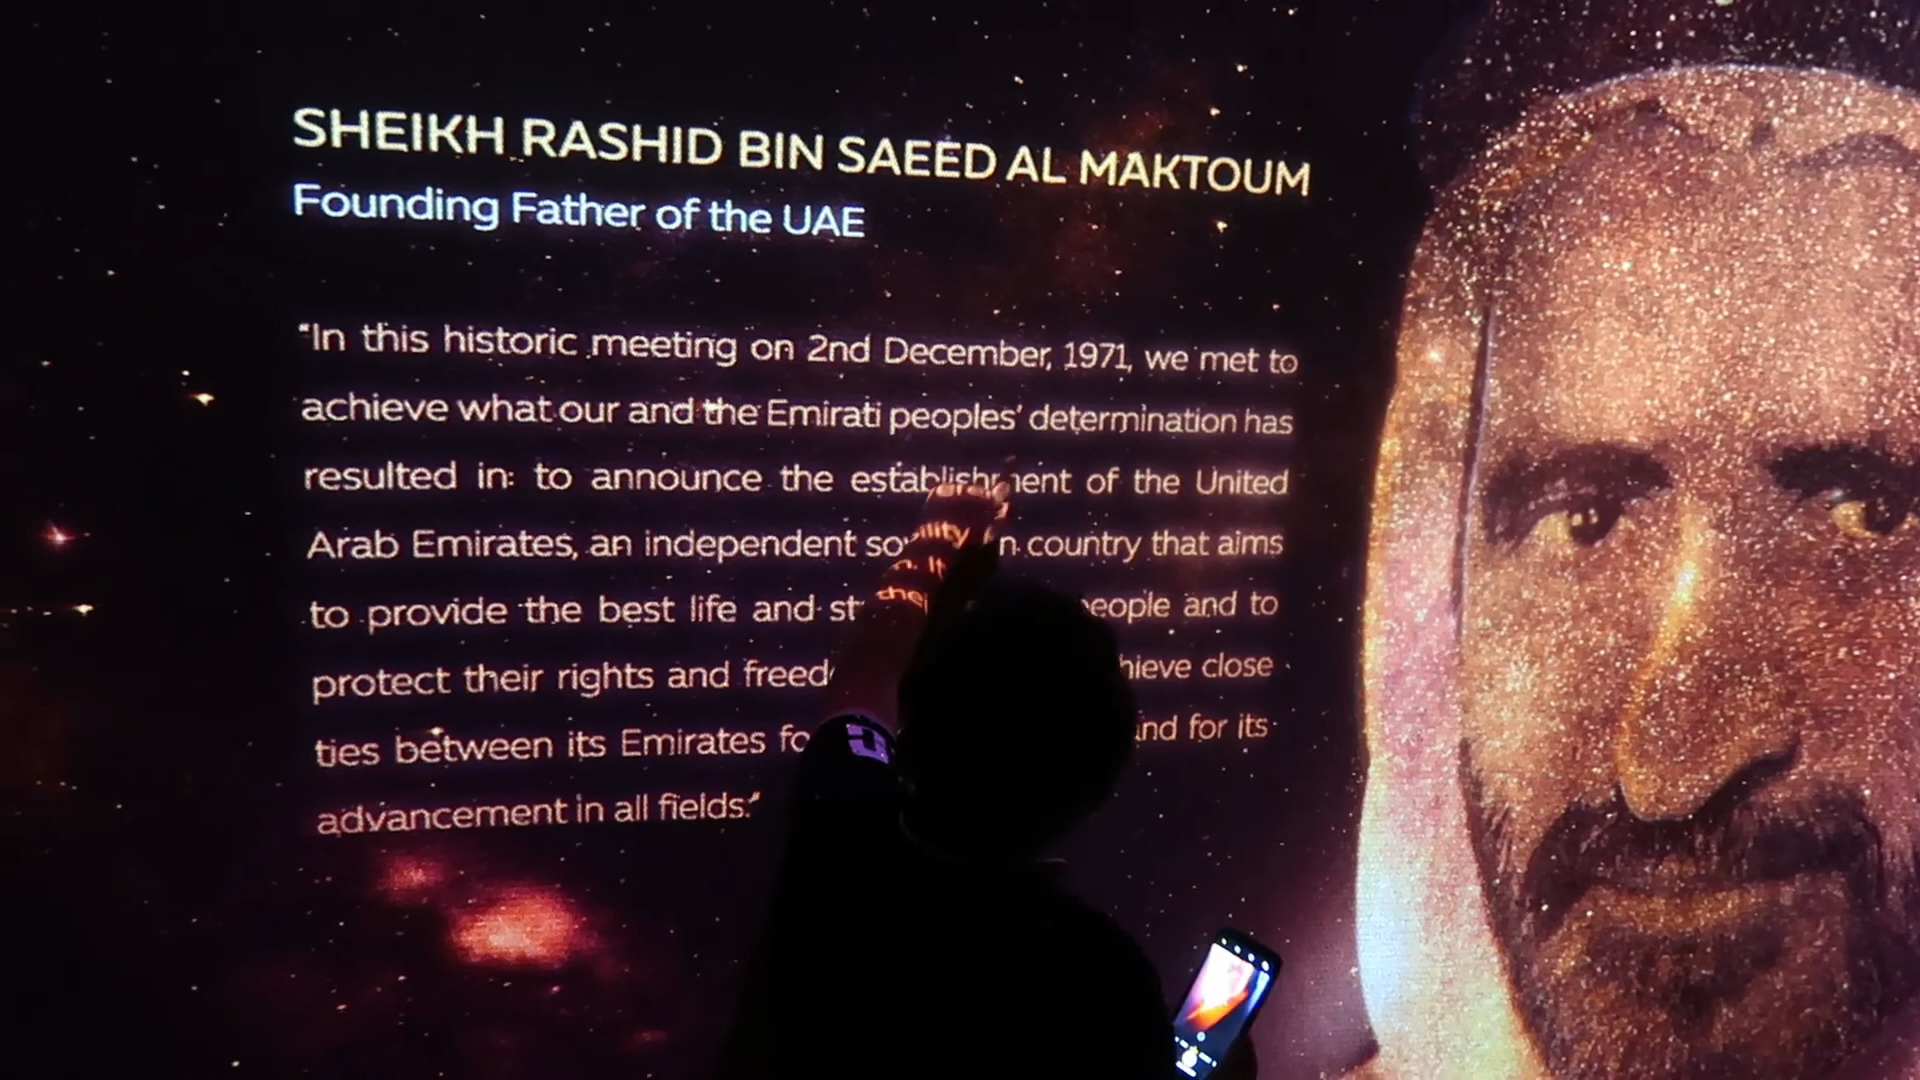 SHEIKH RASHID BIN SAEED AL MAKTOUM
Founding Father of the UAE
“In this historic meeting on 2nd December, 1971, we met to
achieve what our and the Emirati peoples’ determination has
resulted in: to announce the establishment of the United
Arab Emirates, an independent country that aims
to provide the best life and people and to
protect their rights and close
ties between its Emirates for its
advancement in all fields.”